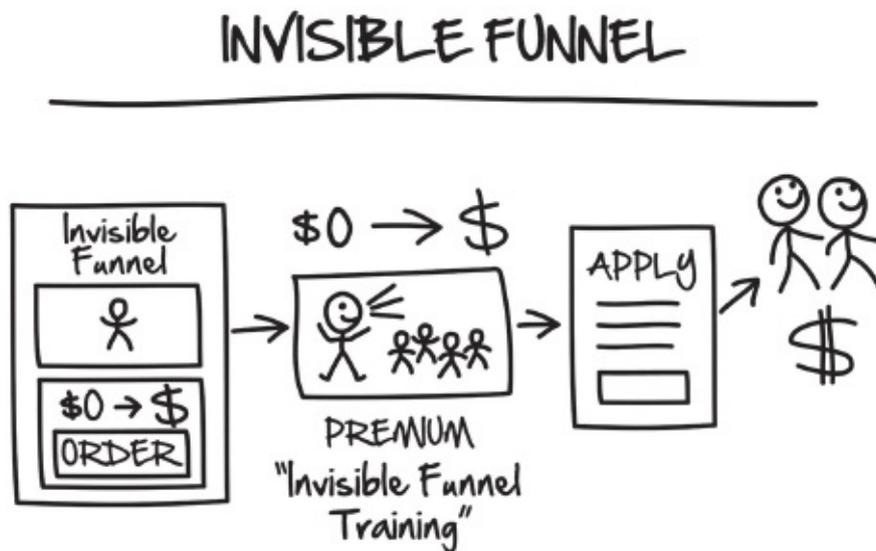 INVISIBLE FUNNEL
Invisible
Funnel
$0 → $
ORDER
$0 → $
PREMIUM
"Invisible Funnel
Training"
APPLY
$